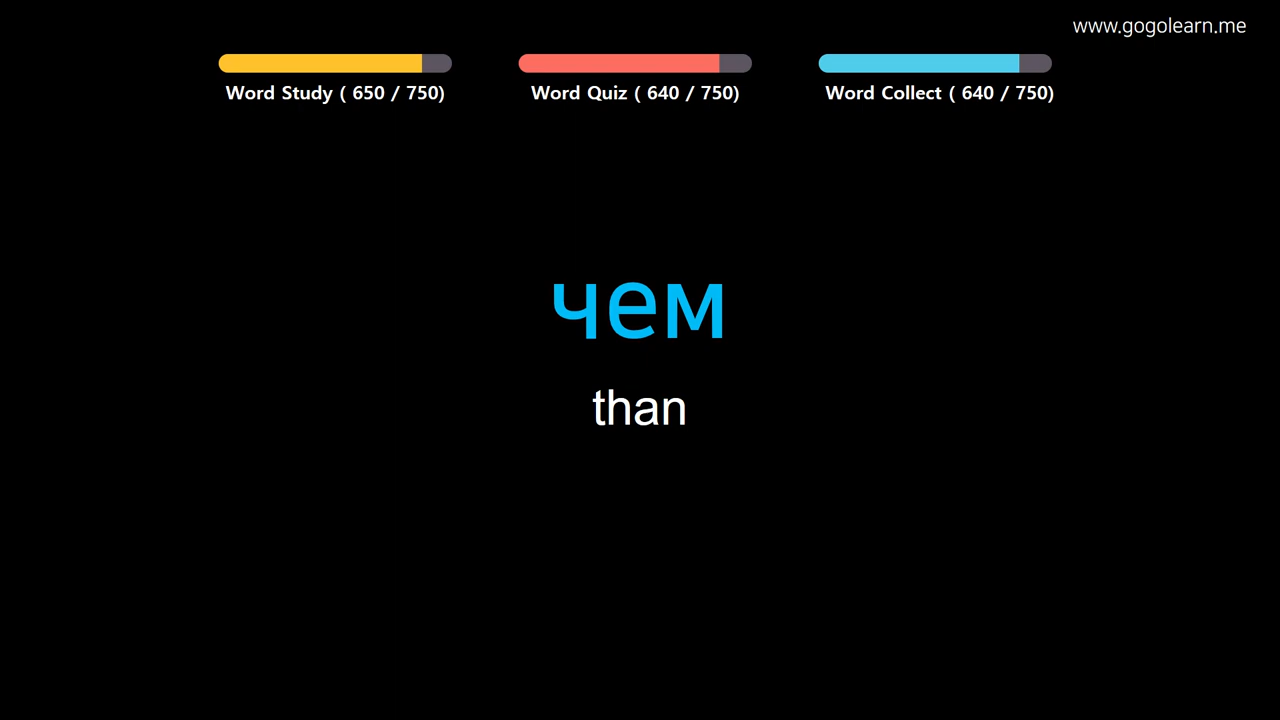 www.gogolearn.me
Word Study ( 650 / 750)
Word Quiz ( 640 / 750)
Word Collect ( 640 / 750)
чем
than